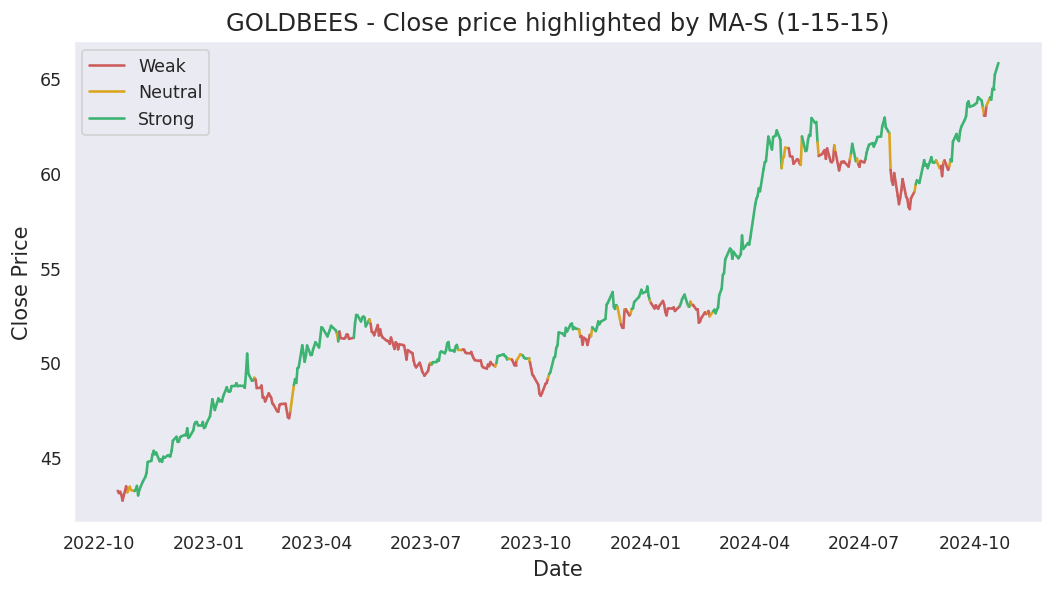 GOLDBEES - Close price highlighted by MA-S (1-15-15)
Weak
Neutral
Strong
Close Price
65
60
55
50
45
2022-10 2023-01 2023-04 2023-07 2023-10 2024-01 2024-04 2024-07 2024-10
Date